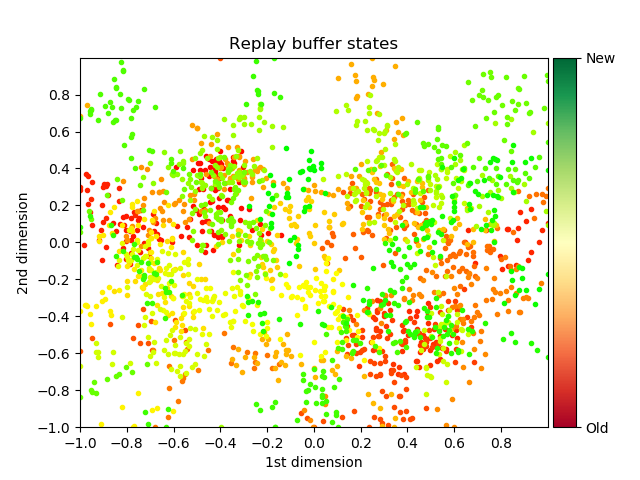 Replay buffer states
New
0.8
0.6
0.4
0.2
0.0
−0.2
−0.4
−0.6
−0.8
−1.0
2nd dimension
Old
−1.0 −0.8 −0.6 −0.4 −0.2 0.0 0.2 0.4 0.6 0.8
1st dimension